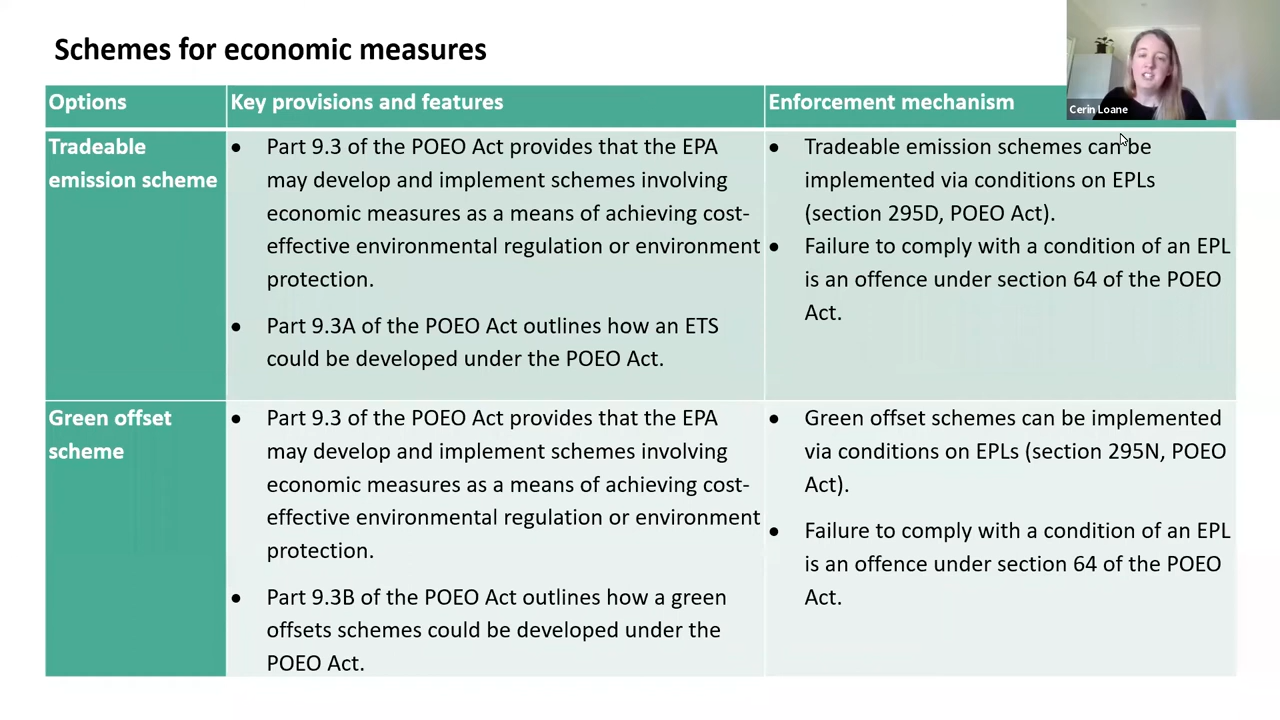 Schemes for economic measures
Cerin Loane
Options
Key provisions and features
Enforcement mechanism
Tradeable
emission scheme
• Part 9.3 of the POEO Act provides that the EPA
may develop and implement schemes involving
economic measures as a means of achieving cost-
effective environmental regulation or environment
protection.
• Part 9.3A of the POEO Act outlines how an ETS
could be developed under the POEO Act.
• Tradeable emission schemes can be
implemented via conditions on EPLs
(section 295D, POEO Act).
• Failure to comply with a condition of an EPL
is an offence under section 64 of the POEO
Act.
Green offset
scheme
• Part 9.3 of the POEO Act provides that the EPA
may develop and implement schemes involving
economic measures as a means of achieving cost-
effective environmental regulation or environment
protection.
• Part 9.3B of the POEO Act outlines how a green
offsets schemes could be developed under the
POEO Act.
• Green offset schemes can be implemented
via conditions on EPLs (section 295N, POEO
Act).
• Failure to comply with a condition of an EPL
is an offence under section 64 of the POEO
Act.